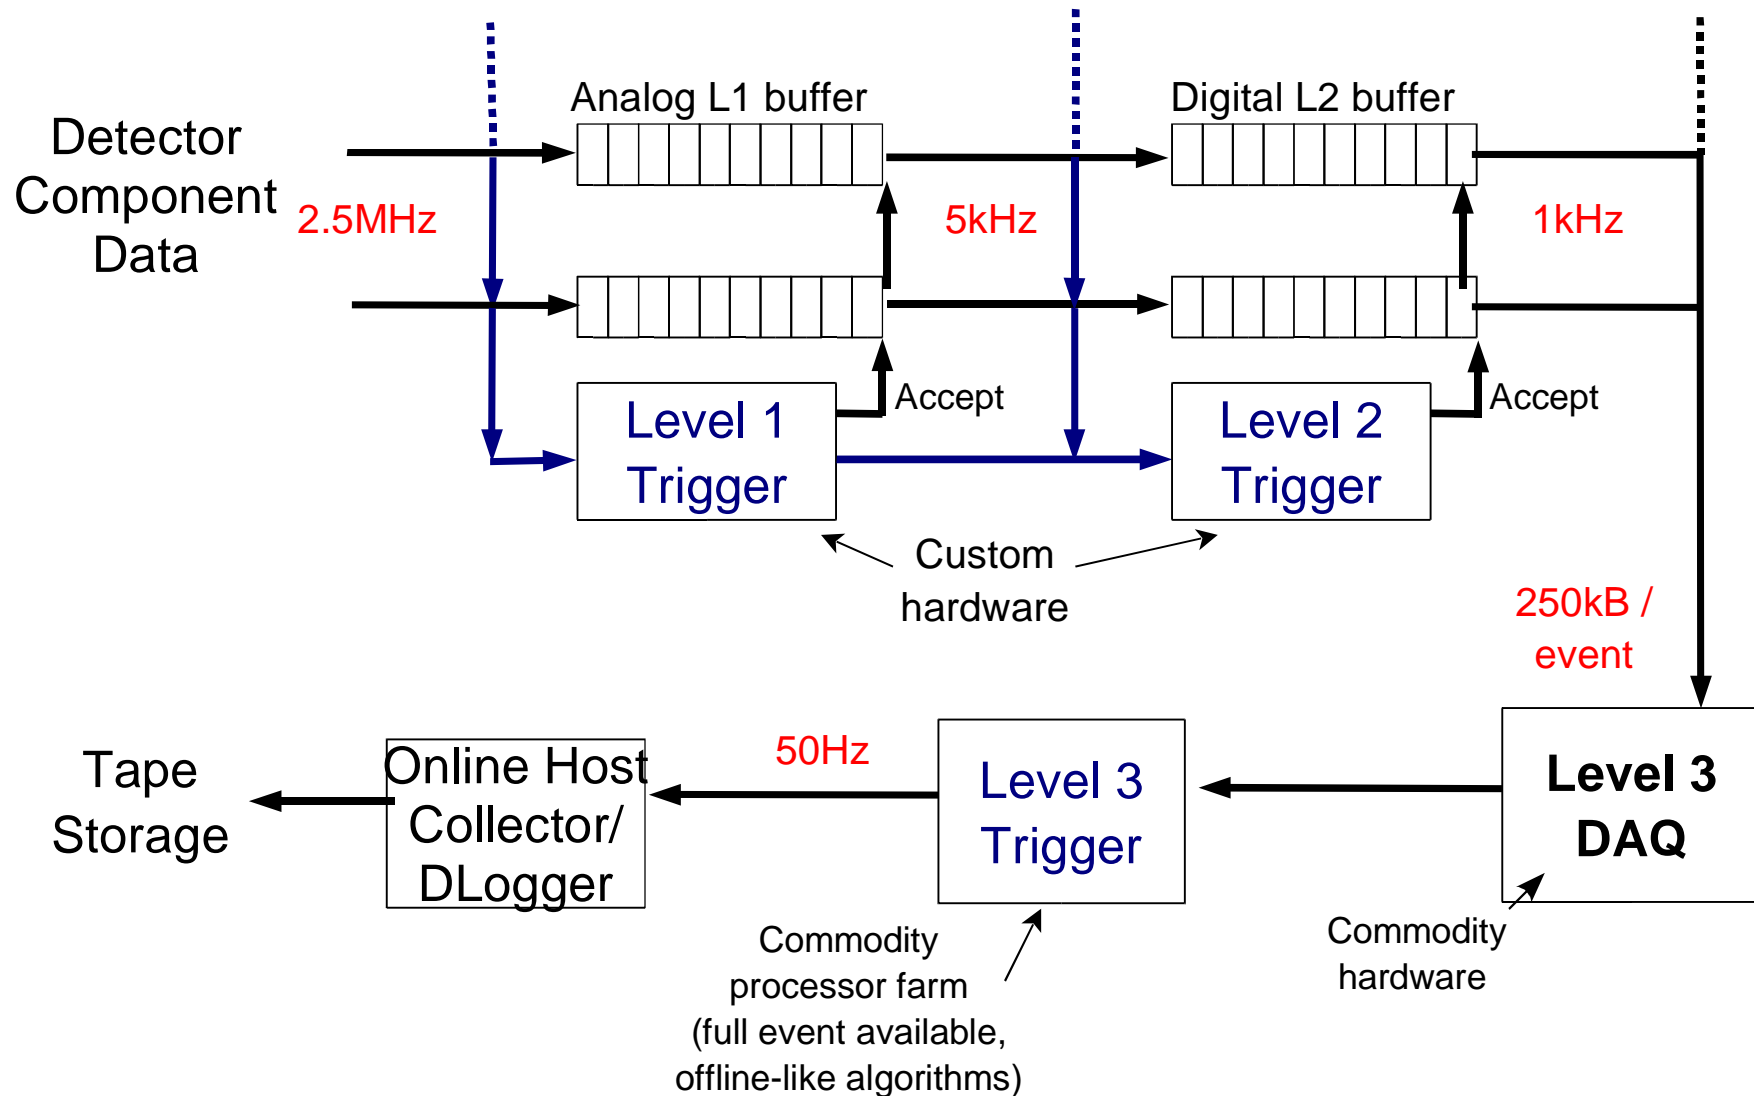 Analog L1 buffer
Digital L2 buffer
Detector
Component
Data
2.5MHz
5kHz
1kHz
Accept
Accept
Level 1
Trigger
Level 2
Trigger
Custom
hardware
250kB /
event
Tape
Storage
Online Host
Collector/
DLogger
50Hz
Level 3
Trigger
Level 3
DAQ
Commodity
processor farm
(full event available,
offline-like algorithms)
Commodity
hardware